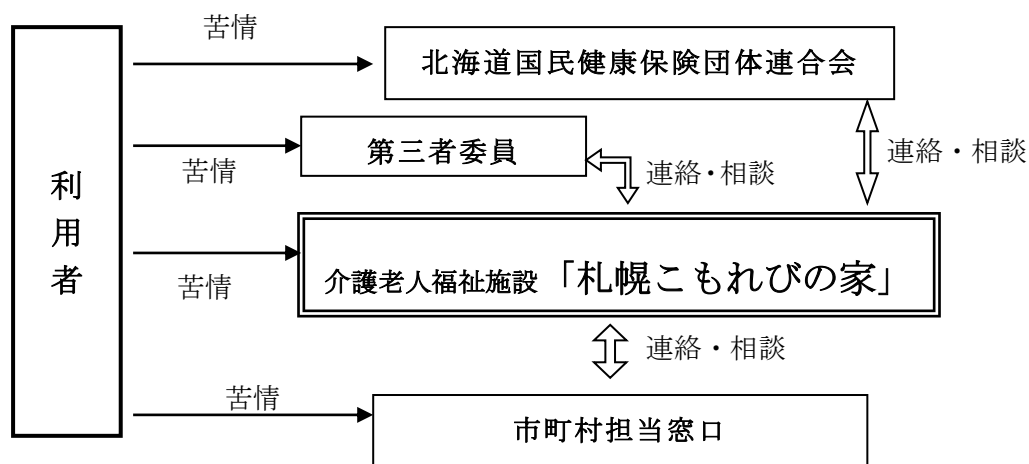 苦情
北海道国民健康保険団体連合会
第三者委員
苦情
連絡・相談
連絡・相談
利用者
介護老人福祉施設「札幌こもれびの家」
苦情
連絡・相談
苦情
市町村担当窓口